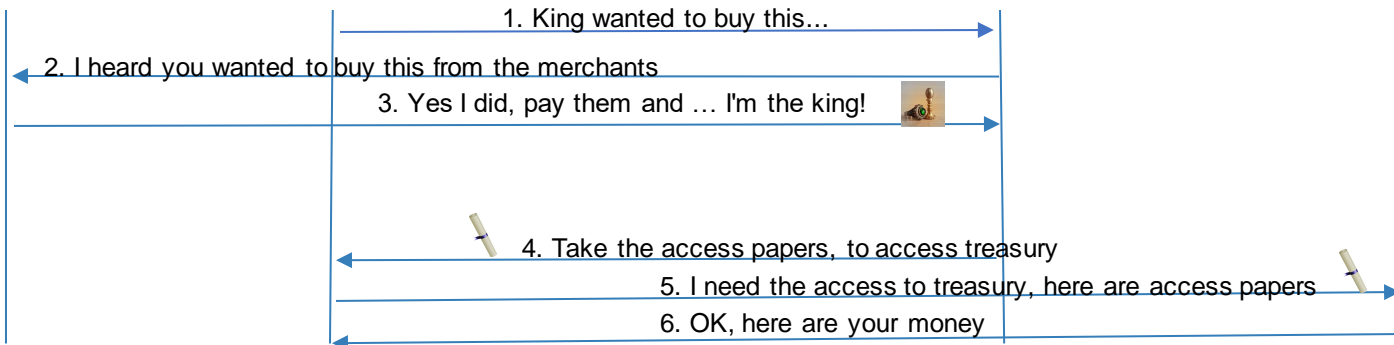 1. King wanted to buy this...
2. I heard you wanted to buy this from the merchants
3. Yes I did, pay them and ... I'm the king!
4. Take the access papers, to access treasury
5. I need the access to treasury, here are access papers
6. OK, here are your money